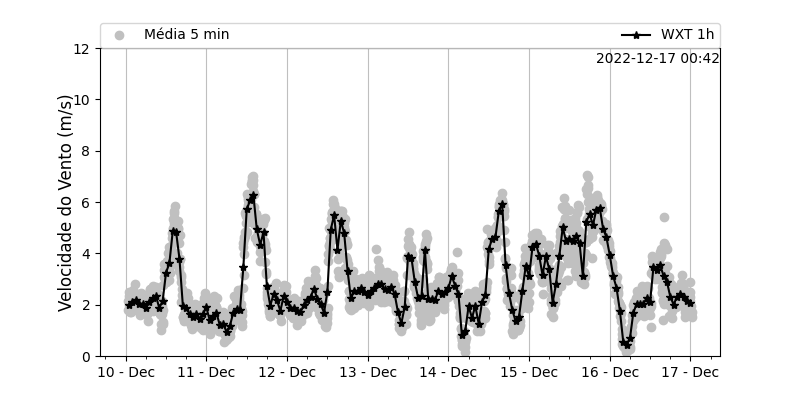 Média 5 min
WXT 1h
2022-12-17 00:42
Velocidade do Vento (m/s)
12
10
8
6
4
2
0
10 - Dec
11 - Dec
12 - Dec
13 - Dec
14 - Dec
15 - Dec
16 - Dec
17 - Dec